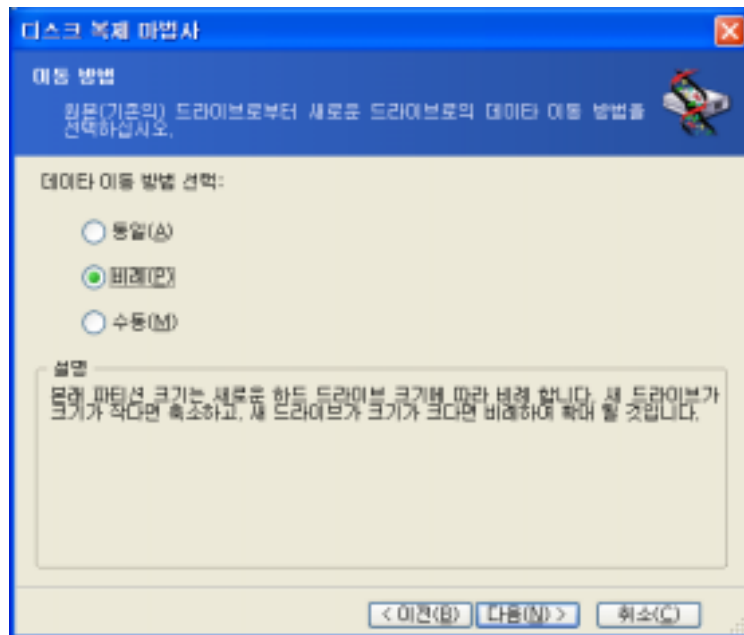 디스크 복제 마법사
이동 방법
원본(기존의) 드라이브로부터 새로운 드라이브로의 데이타 이동 방법을
선택하십시오.
데이타 이동 방법 선택:
동일(A)
비례(P)
수동(M)
설명
본래 파티션 크기는 새로운 하드 드라이브 크기에 따라 비례 합니다. 새 드라이브가
크기가 작다면 축소하고, 새 드라이브가 크기가 크다면 비례하여 확대 될 것입니다.
< 이전(B) 다음(N) > 취소(C)